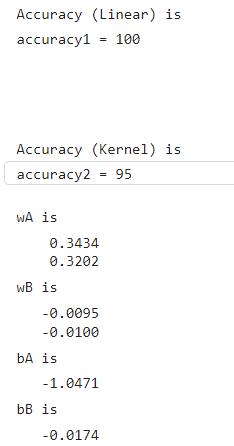 Accuracy (Linear) is
accuracy1 = 100
Accuracy (Kernel) is
accuracy2 = 95
wA is
0.3434
0.3202
wB is
-0.0095
-0.0100
bA is
-1.0471
bB is
-0.0174